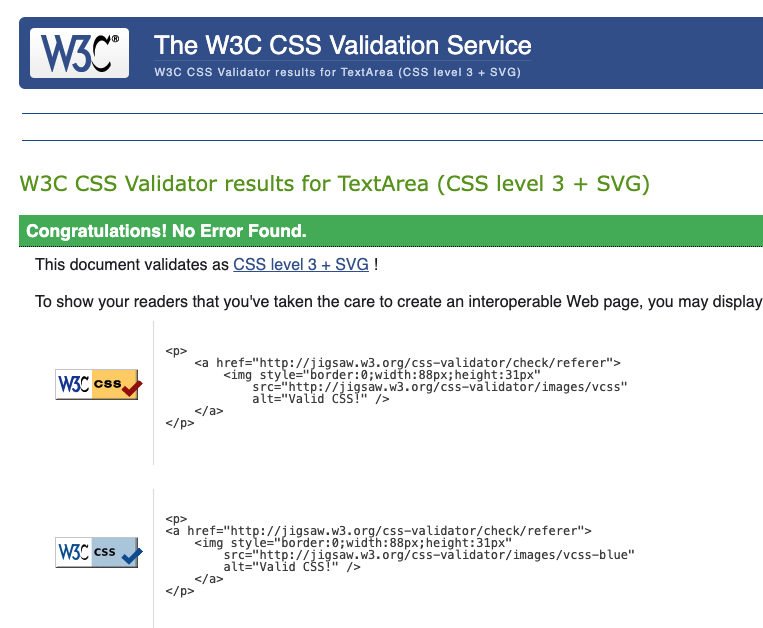 W3C® The W3C CSS Validation Service
W3C CSS Validator results for TextArea (CSS level 3 + SVG)
W3C CSS Validator results for TextArea (CSS level 3 + SVG)
Congratulations! No Error Found.
This document validates as CSS level 3 + SVG !
To show your readers that you've taken the care to create an interoperable Web page, you may display
W3C css
<p>
    <a href="http://jigsaw.w3.org/css-validator/check/referer">
        <img style="border:0;width:88px;height:31px"
            src="http://jigsaw.w3.org/css-validator/images/vcss"
            alt="Valid CSS!" />
    </a>
</p>
W3C css
<p>
<a href="http://jigsaw.w3.org/css-validator/check/referer">
    <img style="border:0;width:88px;height:31px"
        src="http://jigsaw.w3.org/css-validator/images/vcss-blue"
        alt="Valid CSS!" />
    </a>
</p>